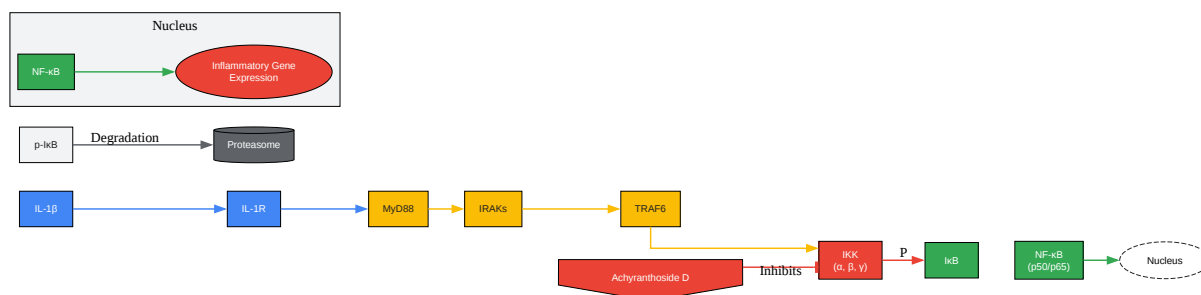 Nucleus
NF-κB
Inflammatory Gene
Expression
p-IκB
Degradation
Proteasome
IL-1β
IL-1R
MyD88
IRAKs
TRAF6
Achyranthoside D
Inhibits
IKK
(α, β, γ)
P
IκB
NF-κB
(p50/p65)
Nucleus